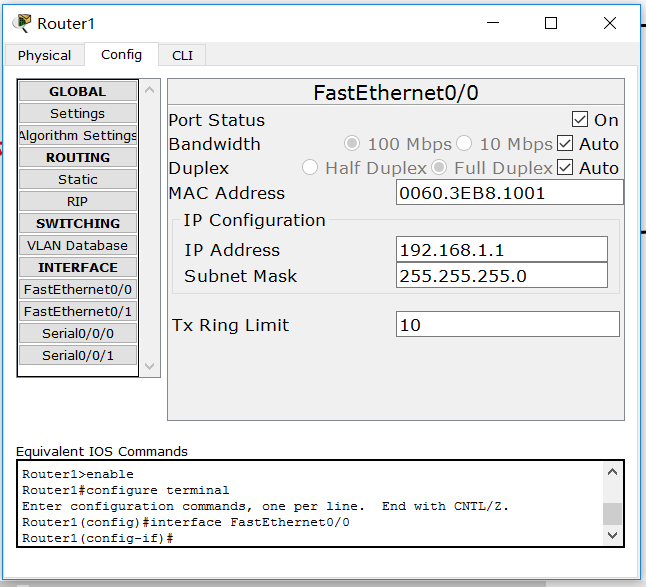 Router1
Physical Config CLI
GLOBAL
Settings
Algorithm Settings
ROUTING
Static
RIP
SWITCHING
VLAN Database
INTERFACE
FastEthernet0/0
FastEthernet0/1
Serial0/0/0
Serial0/0/1
FastEthernet0/0
Port Status On
Bandwidth 100 Mbps 10 Mbps Auto
Duplex Half Duplex Full Duplex Auto
MAC Address 0060.3EB8.1001
IP Configuration
IP Address 192.168.1.1
Subnet Mask 255.255.255.0
Tx Ring Limit 10
Equivalent IOS Commands
Router1>enable
Router1#configure terminal
Enter configuration commands, one per line.  End with CNTL/Z.
Router1(config)#interface FastEthernet0/0
Router1(config-if)#